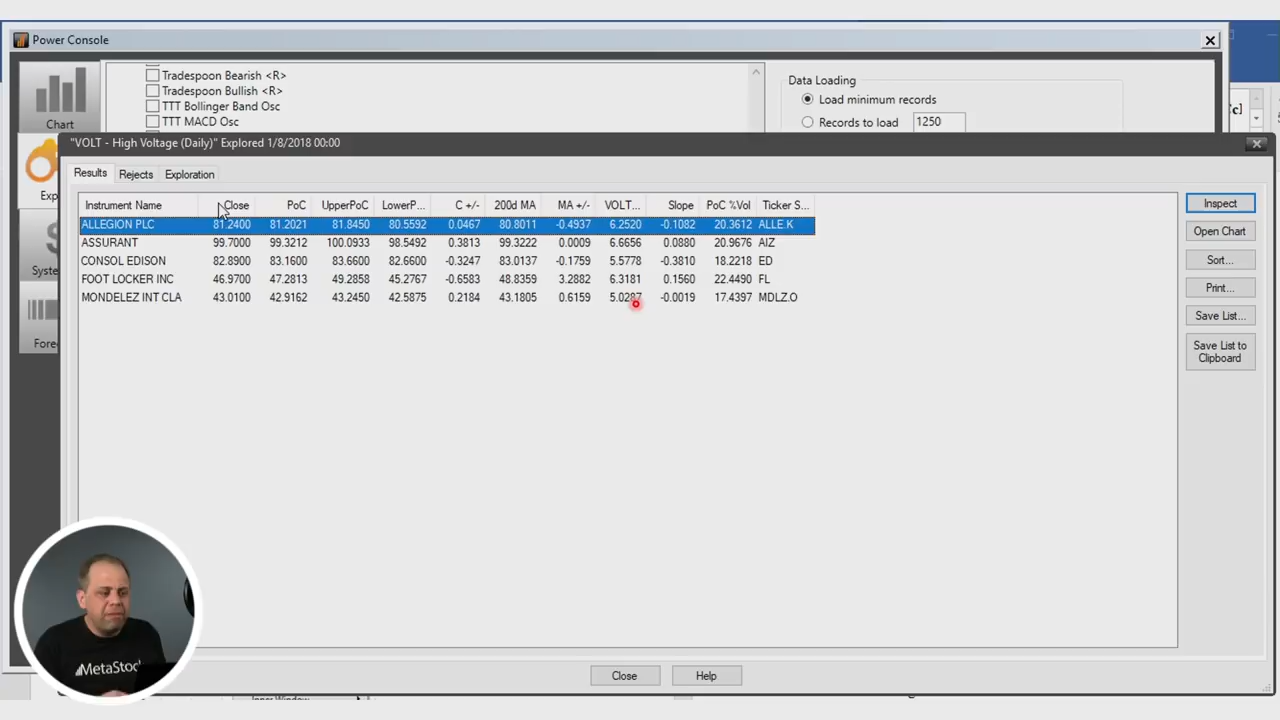 Power Console
Tradespoon Bearish <R>
Tradespoon Bullish <R>
TTT Bollinger Band Osc
TTT MACD Osc
Data Loading
Load minimum records
Records to load 1250
Chart
"VOLT - High Voltage (Daily)" Explored 1/8/2018 00:00
Results Rejects Exploration
Instrument Name Close PoC UpperPoC LowerP... C +/- 200d MA MA +/- VOLT... Slope PoC %Vol Ticker S...
ALLEGION PLC 81.2400 81.2021 81.8450 80.5592 0.0467 80.8011 -0.4937 6.2520 -0.1082 20.3612 ALLE.K
ASSURANT 99.7000 99.3212 100.0933 98.5492 0.3813 99.3222 0.0009 6.6656 0.0880 20.9676 AIZ
CONSOL EDISON 82.8900 83.1600 83.6600 82.6600 -0.3247 83.0137 -0.1759 5.5778 -0.3810 18.2218 ED
FOOT LOCKER INC 46.9700 47.2813 49.2858 45.2767 -0.6583 48.8359 3.2882 6.3181 0.1560 22.4490 FL
MONDELEZ INT CLA 43.0100 42.9162 43.2450 42.5875 0.2184 43.1805 0.6159 5.0287 -0.0019 17.4397 MDLZ.O
Inspect
Open Chart
Sort...
Print...
Save List...
Save List to
Clipboard
Exp
Syste
Fore
MetaStoc
Close Help